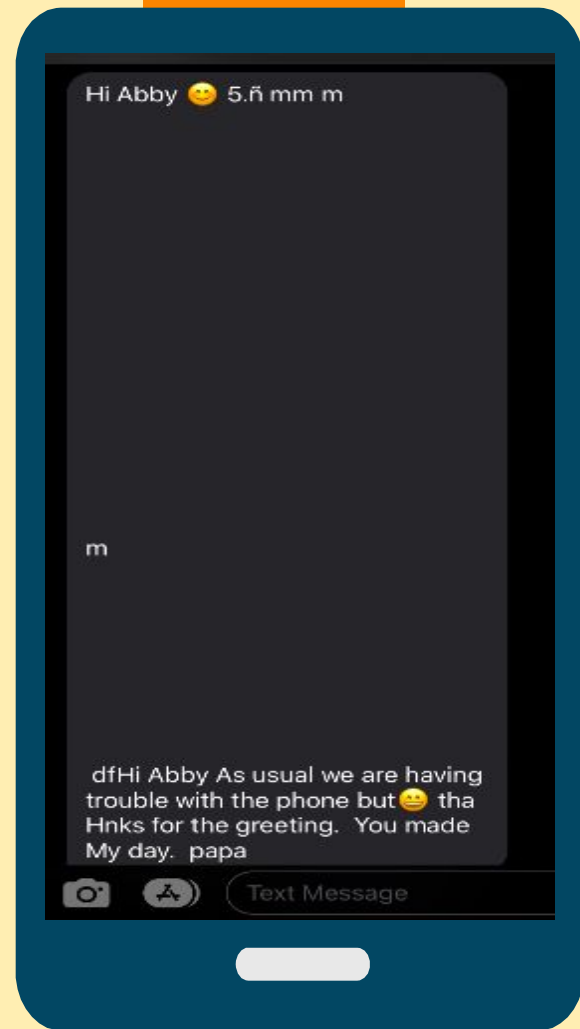 Hi Abby 😊 5.ñ mm m
m
dfHi Abby As usual we are having
trouble with the phone but😄 tha
Hnks for the greeting.  You made
My day.  papa
Text Message